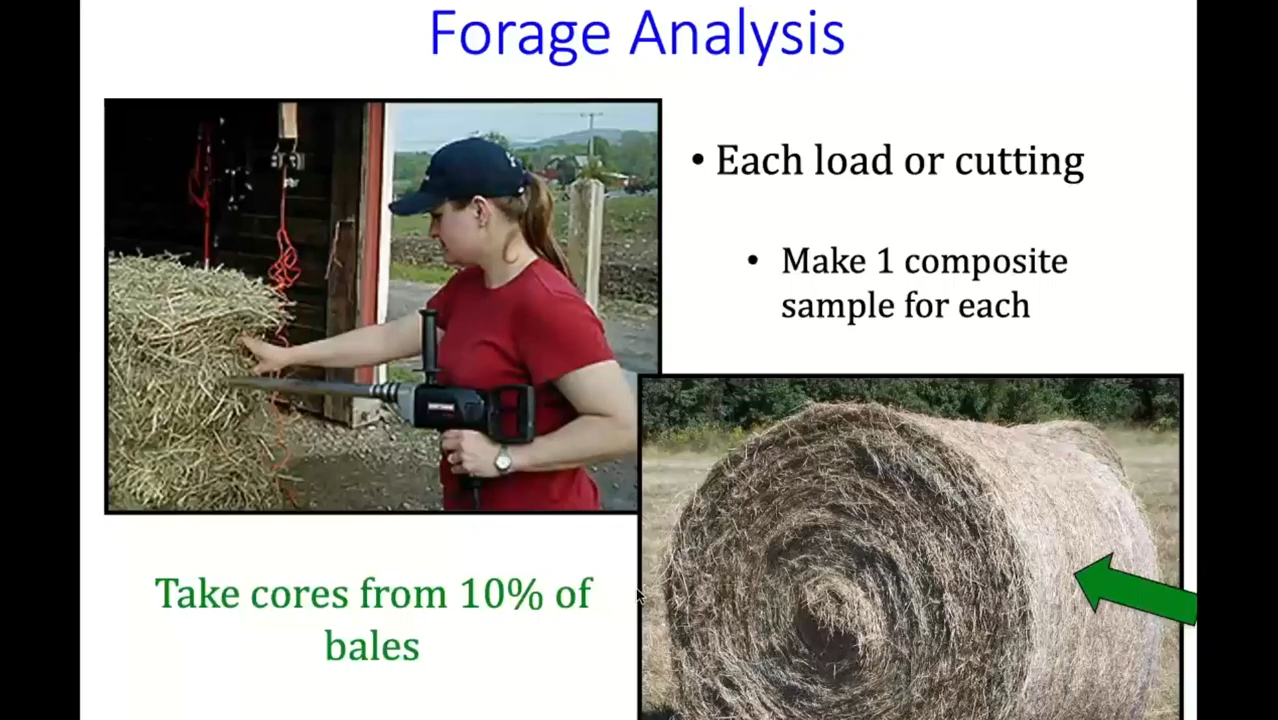 Forage Analysis
• Each load or cutting
• Make 1 composite
sample for each
Take cores from 10% of
bales